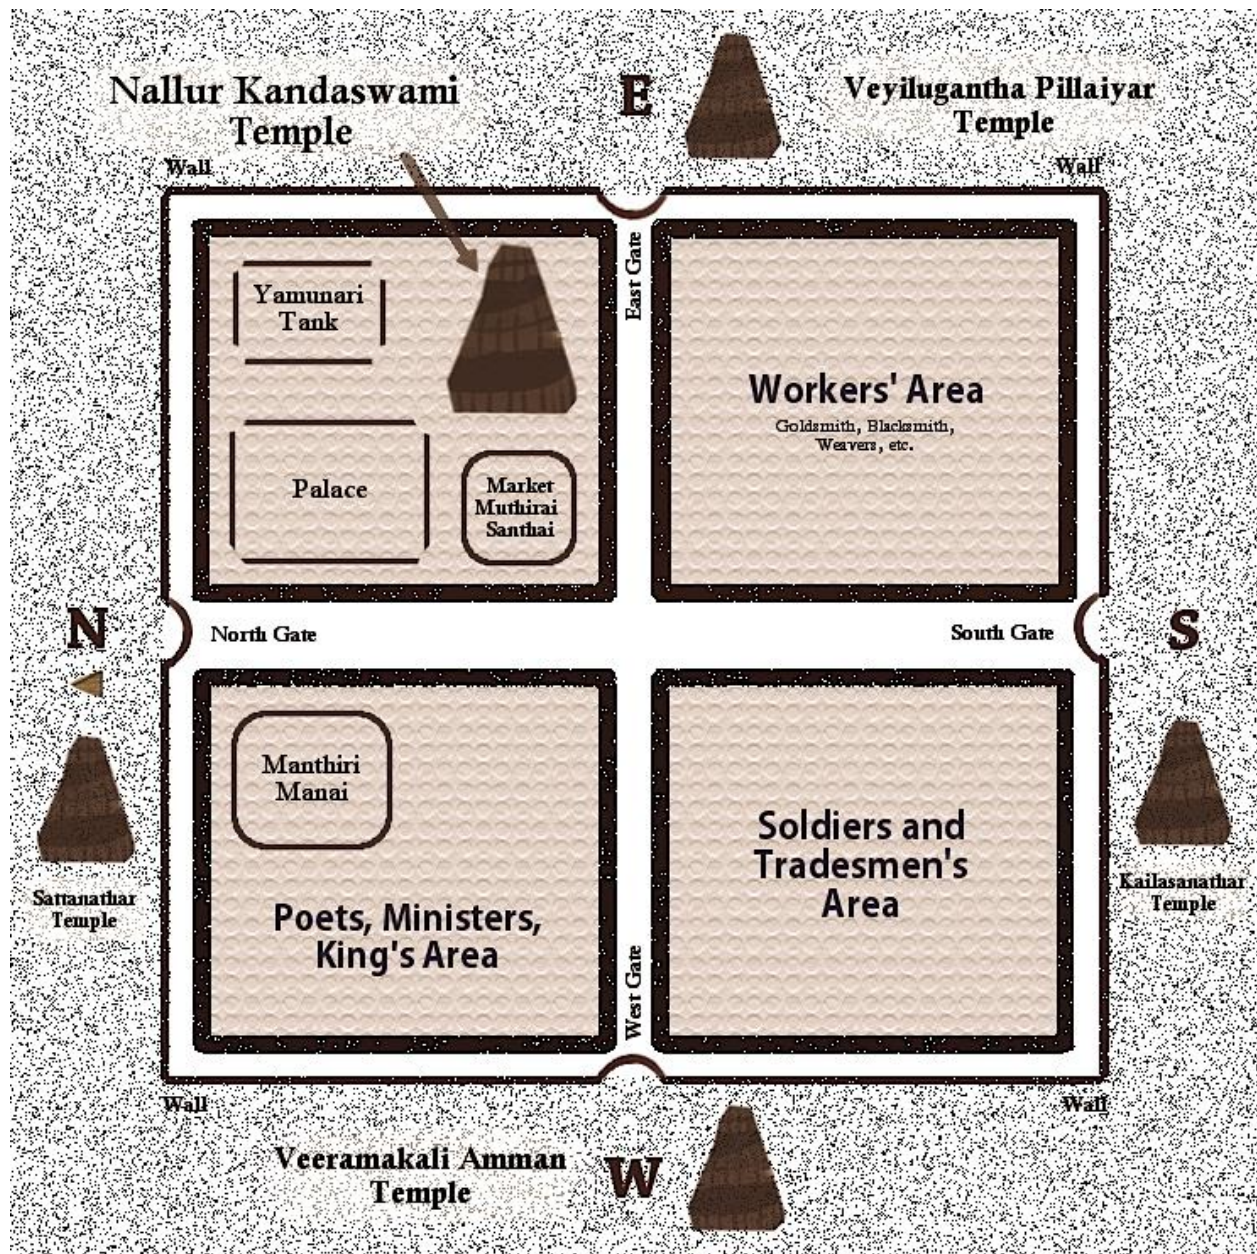 Nallur Kandaswami
Temple
E
Veyilugantha Pillaiyar
Temple
Wall
Wall
East Gate
Yamunari
Tank
Workers' Area
Goldsmith, Blacksmith,
Weavers, etc.
Palace
Market
Muthirai
Santhai
N
North Gate
South Gate
S
Manthiri
Manai
Soldiers and
Tradesmen's
Area
Sattanathar
Temple
Kailasanathar
Temple
Poets, Ministers,
King's Area
West Gate
Wall
Wall
Veeramakali Amman
Temple
W